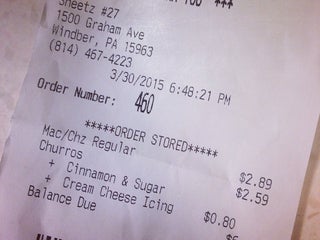 Sheetz #27
1500 Graham Ave
Windber, PA 15963
(814) 467-4223
3/30/2015 6:48:21 PM
Order Number: 460
*****ORDER STORED*****
Mac/Chz Regular $2.89
Churros $2.59
+ Cinnamon & Sugar
+ Cream Cheese Icing $0.80
Balance Due